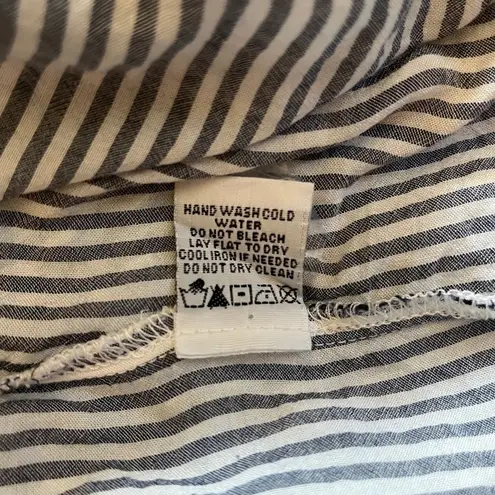 HAND WASH COLD
WATER
DO NOT BLEACH
LAY FLAT TO DRY
COOL IRON IF NEEDED
DO NOT DRY CLEAN